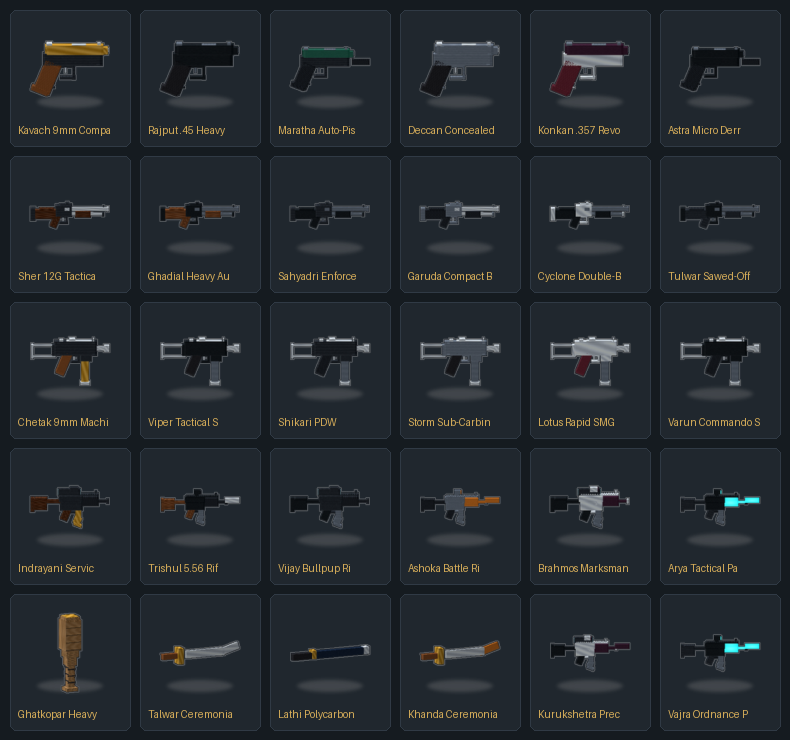 Kavach 9mm Compa
Rajput .45 Heavy
Maratha Auto-Pis
Deccan Concealed
Konkan .357 Revo
Astra Micro Derr
Sher 12G Tactica
Ghadial Heavy Au
Sahyadri Enforce
Garuda Compact B
Cyclone Double-B
Tulwar Sawed-Off
Chetak 9mm Machi
Viper Tactical S
Shikari PDW
Storm Sub-Carbin
Lotus Rapid SMG
Varun Commando S
Indrayani Servic
Trishul 5.56 Rif
Vijay Bullpup Ri
Ashoka Battle Ri
Brahmos Marksman
Arya Tactical Pa
Ghatkopar Heavy
Talwar Ceremonia
Lathi Polycarbon
Khanda Ceremonia
Kurukshetra Prec
Vajra Ordnance P